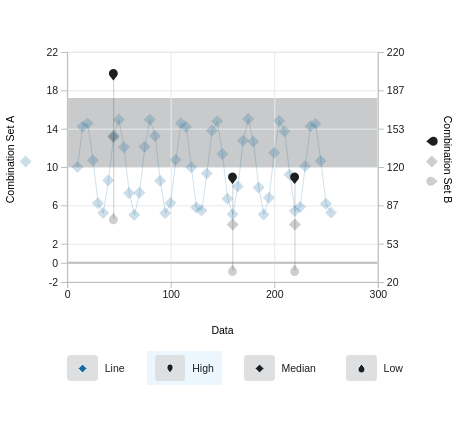 22 220
18 187
14 153
10 120
6 87
2 53
0
-2 20
0 100 200 300
Combination Set A
Combination Set B
Data
Line High Median Low